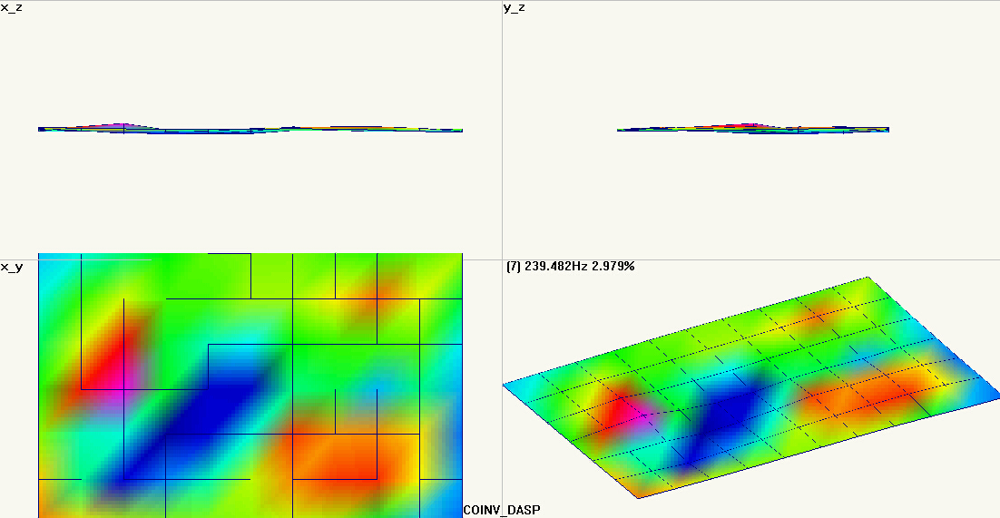 x_z
y_z
x_y
(7) 239.482Hz 2.979%
COINV_DASP